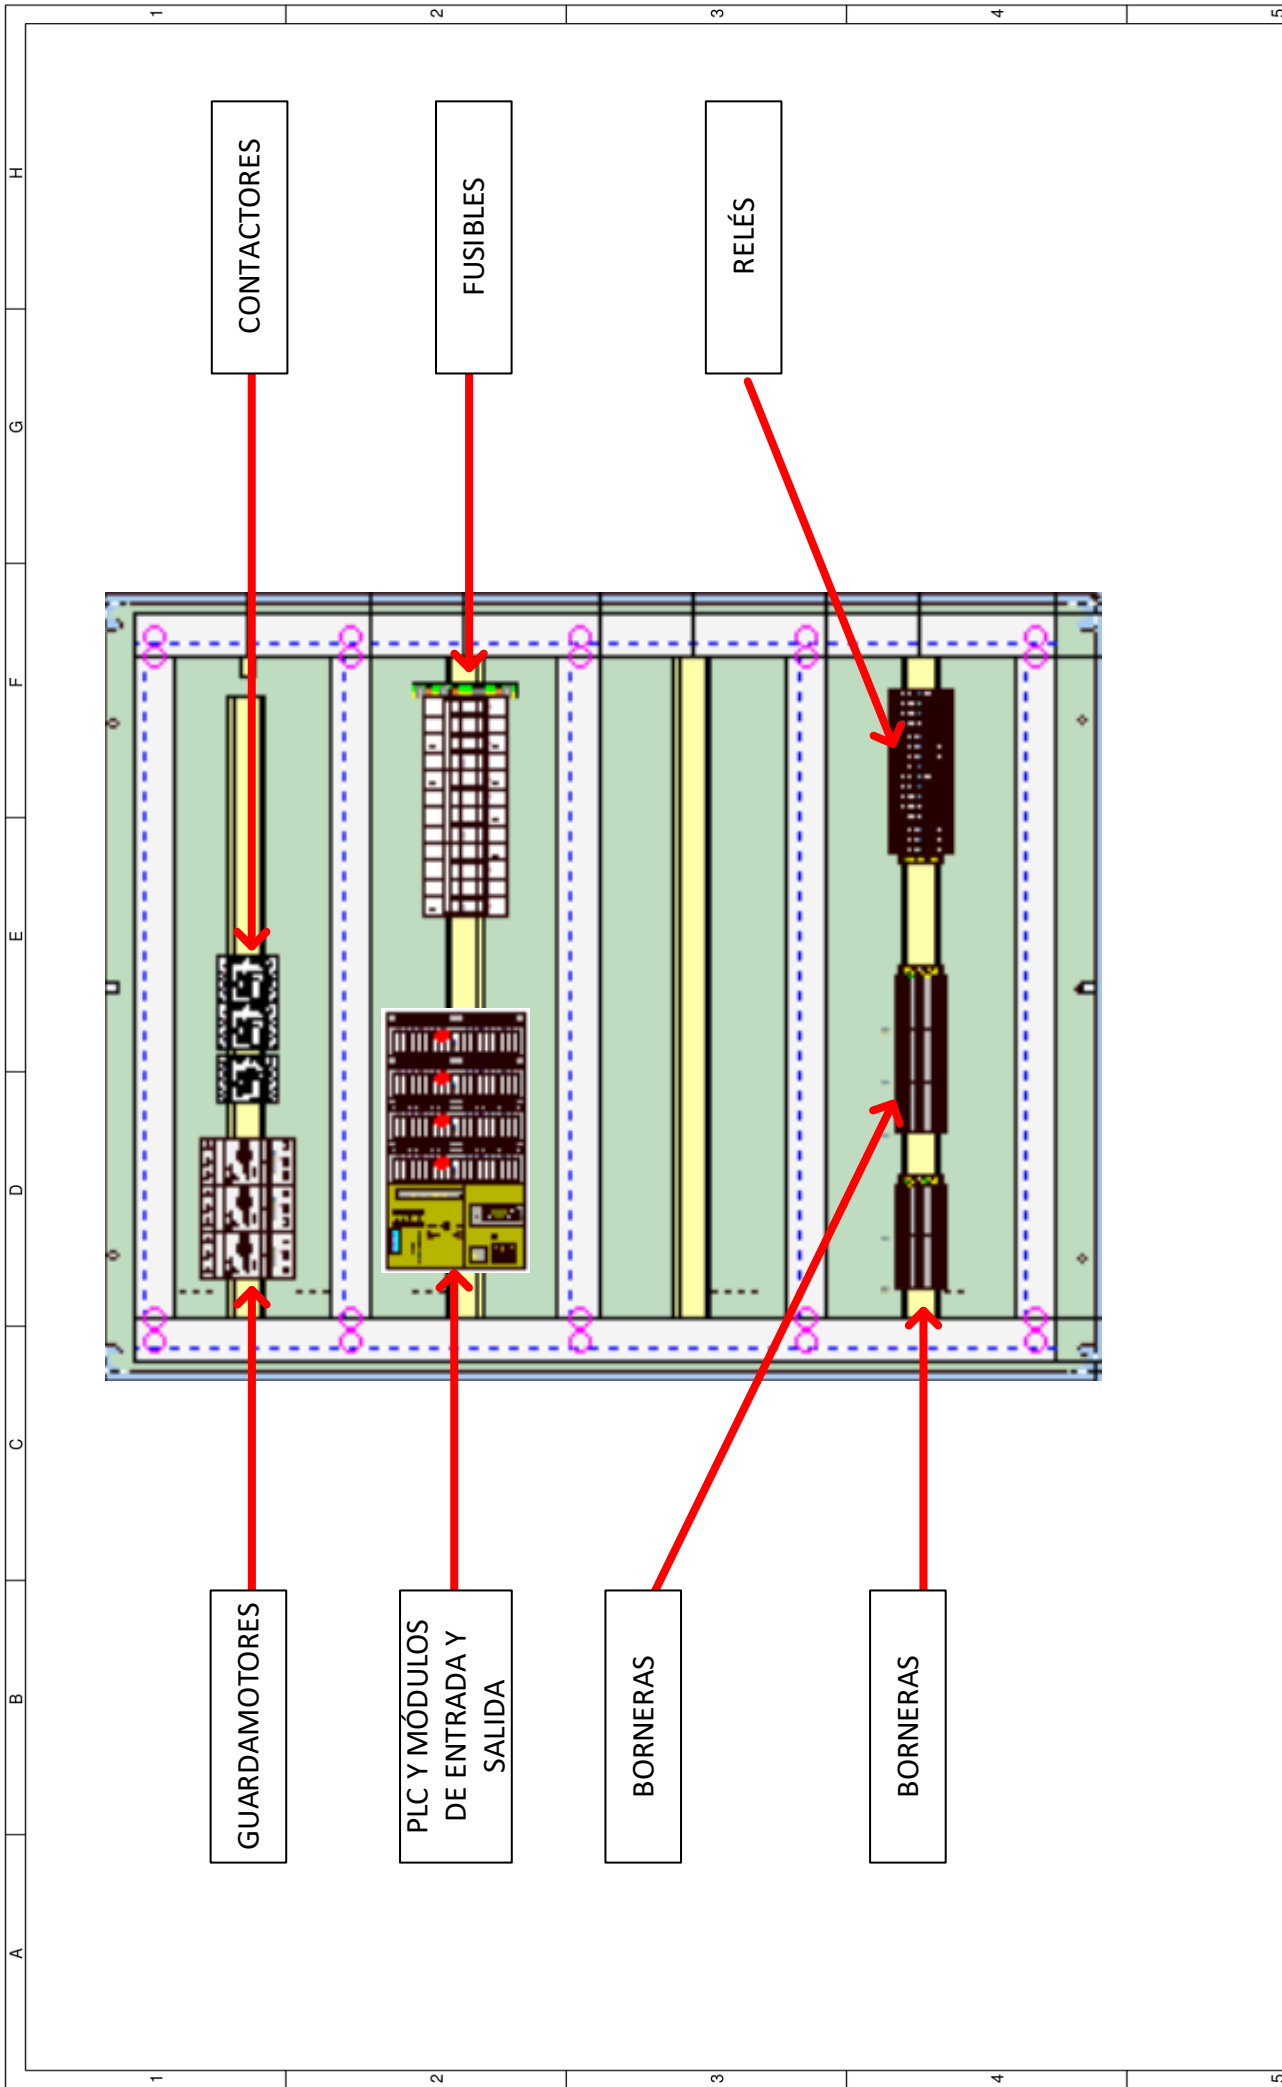 A
B
C
D
E
F
G
H
1
1
GUARDAMOTORES
CONTACTORES
2
2
PLC Y MÓDULOS
DE ENTRADA Y
SALIDA
FUSIBLES
3
3
BORNERAS
RELÉS
4
4
BORNERAS
5
5